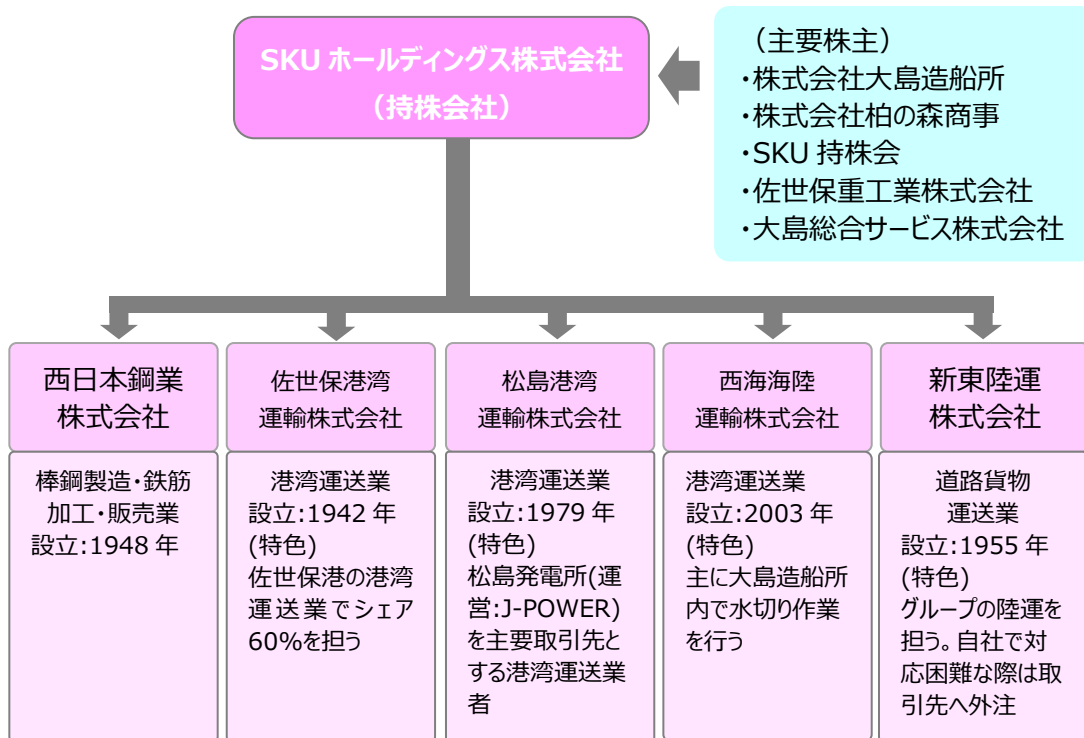 SKU ホールディングス株式会社
(持株会社)
(主要株主)
・株式会社大島造船所
・株式会社柏の森商事
・SKU 持株会
・佐世保重工業株式会社
・大島総合サービス株式会社
西日本鋼業
株式会社
棒鋼製造・鉄筋
加工・販売業
設立:1948 年
佐世保港湾
運輸株式会社
港湾運送業
設立:1942 年
(特色)
佐世保港の港湾
運送業でシェア
60%を担う
松島港湾
運輸株式会社
港湾運送業
設立:1979 年
(特色)
松島発電所(運
営:J-POWER)
を主要取引先と
する港湾運送業
者
西海海陸
運輸株式会社
港湾運送業
設立:2003 年
(特色)
主に大島造船所
内で水切り作業
を行う
新東陸運
株式会社
道路貨物
運送業
設立:1955 年
(特色)
グループの陸運を
担う。自社で対
応困難な際は取
引先へ外注